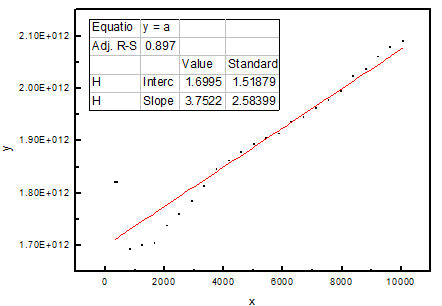 2.10E+012
2.00E+012
1.90E+012
1.80E+012
1.70E+012
y
Equatio y = a
Adj. R-S 0.897
Value Standard
H Interc 1.6995 1.51879
H Slope 3.7522 2.58399
0 2000 4000 6000 8000 10000
x